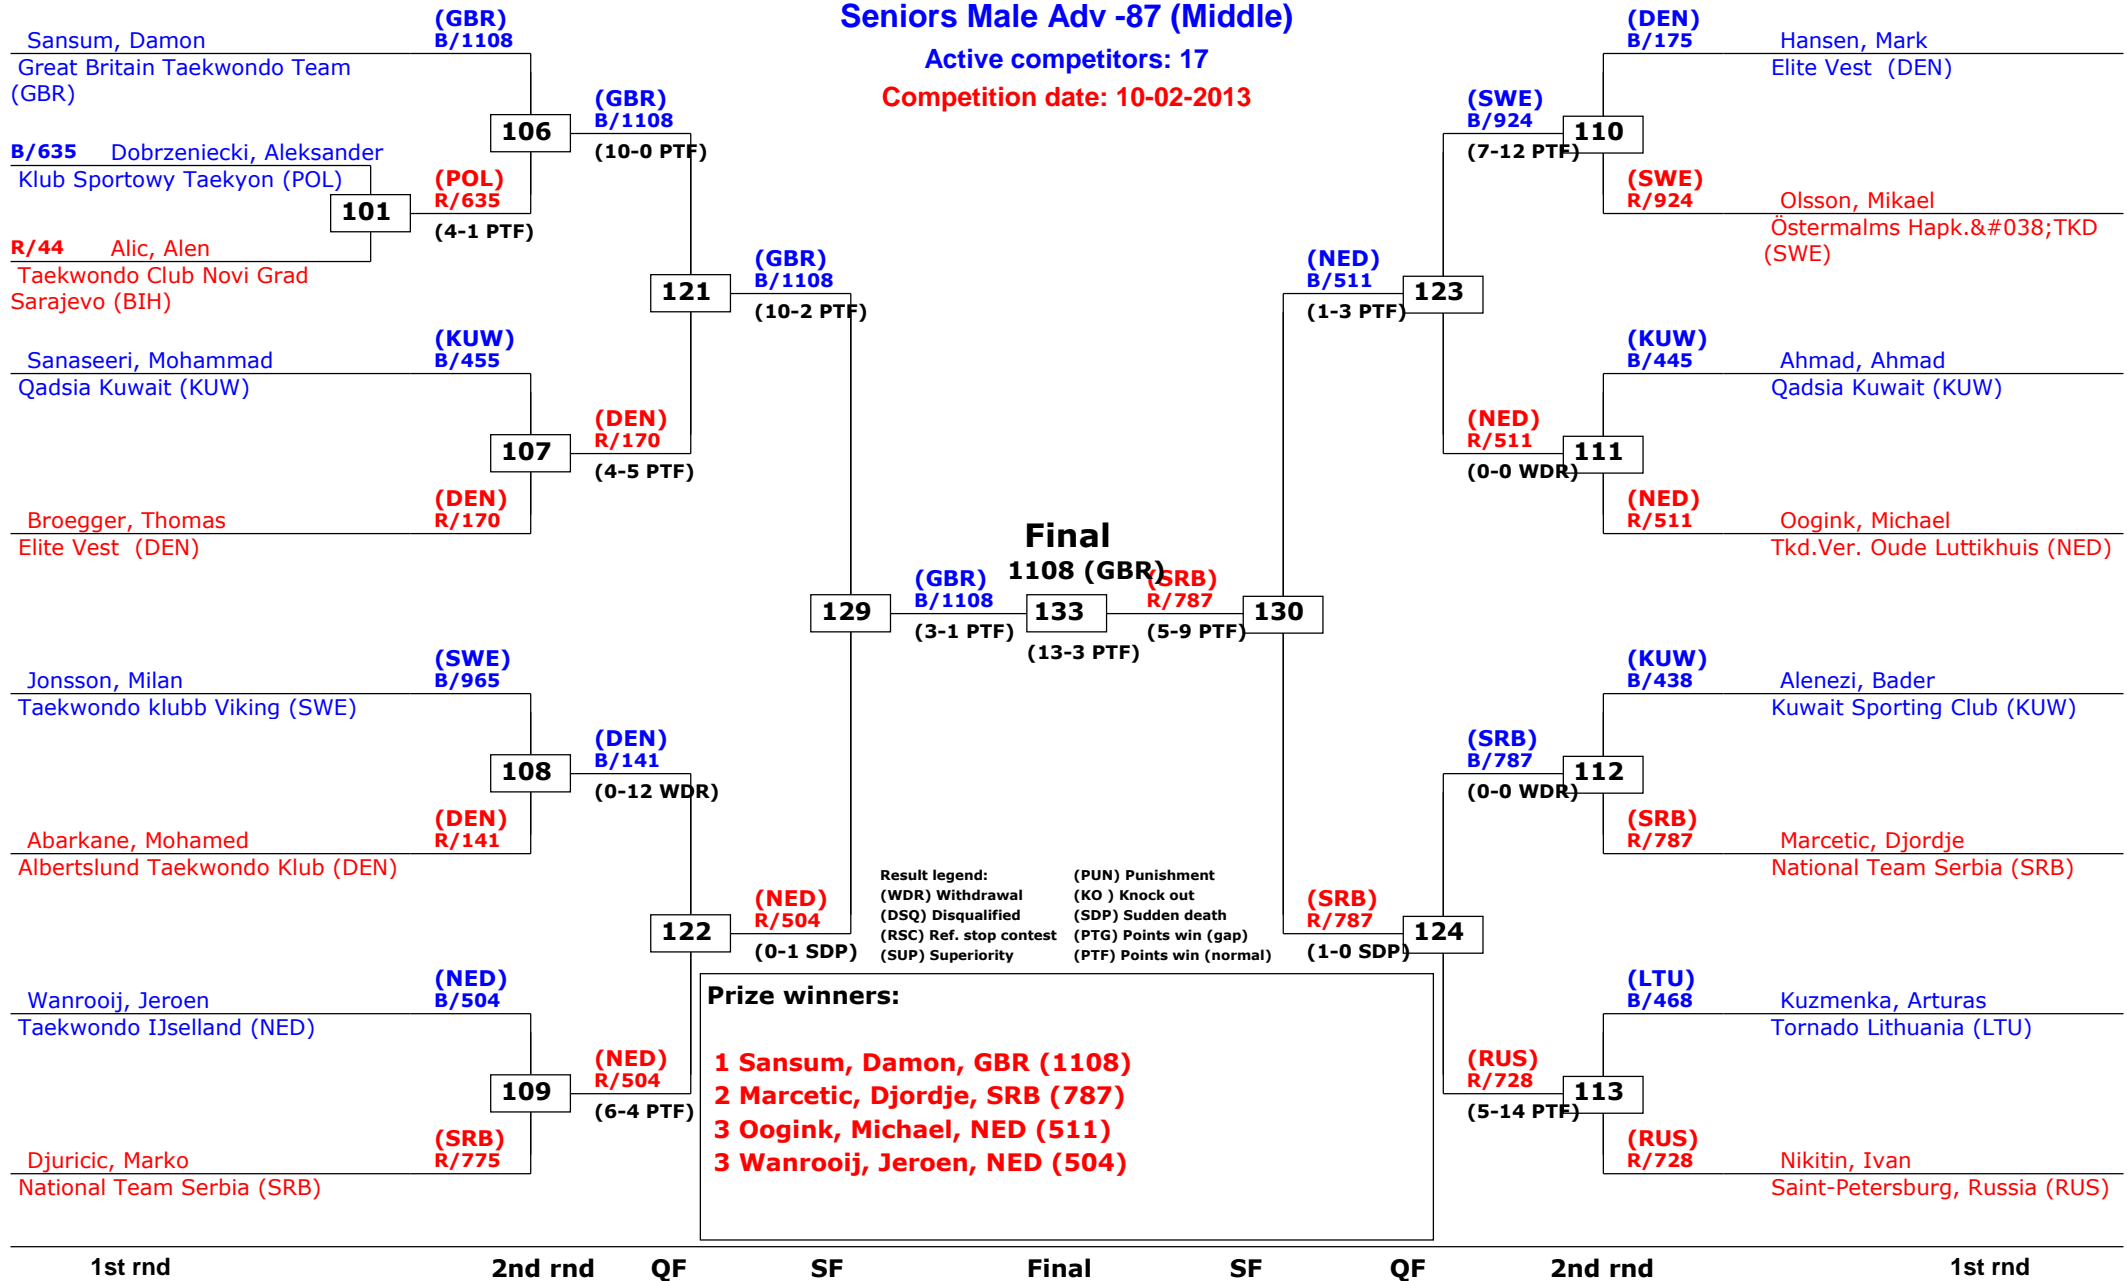 Seniors Male Adv -87 (Middle)
Active competitors: 17
Competition date: 10-02-2013
(GBR)
Sansum, Damon B/1108
Great Britain Taekwondo Team
(GBR)
B/635 Dobrzeniecki, Aleksander
Klub Sportowy Taekyon (POL)
101
(POL)
R/635
(4-1 PTF)
R/44 Alic, Alen
Taekwondo Club Novi Grad
Sarajevo (BIH)
106
(GBR)
B/1108
(10-0 PTF)
(KUW)
Sanaseeri, Mohammad B/455
Qadsia Kuwait (KUW)
107
(DEN)
R/170
(4-5 PTF)
(DEN)
Broegger, Thomas R/170
Elite Vest (DEN)
121
(GBR)
B/1108
(10-2 PTF)
(SWE)
Jonsson, Milan B/965
Taekwondo klubb Viking (SWE)
108
(DEN)
B/141
(0-12 WDR)
(DEN)
Abarkane, Mohamed R/141
Albertslund Taekwondo Klub (DEN)
122
(NED)
R/504
(0-1 SDP)
(NED)
Wanrooij, Jeroen B/504
Taekwondo IJselland (NED)
109
(NED)
R/504
(6-4 PTF)
(SRB)
Djuricic, Marko R/775
National Team Serbia (SRB)
129
(GBR)
B/1108
(3-1 PTF)
Final
1108 (GBR)
133
(13-3 PTF)
(SRB)
R/787
(5-9 PTF)
130
(DEN)
B/175 Hansen, Mark
Elite Vest (DEN)
(SWE)
B/924
(7-12 PTF)
110
(SWE)
R/924 Olsson, Mikael
Östermalms Hapk.&#038;TKD
(SWE)
(NED)
B/511
(1-3 PTF)
123
(KUW)
B/445 Ahmad, Ahmad
Qadsia Kuwait (KUW)
(NED)
R/511
(0-0 WDR)
111
(NED)
R/511 Oogink, Michael
Tkd.Ver. Oude Luttikhuis (NED)
(KUW)
B/438 Alenezi, Bader
Kuwait Sporting Club (KUW)
(SRB)
B/787
(0-0 WDR)
112
(SRB)
R/787 Marcetic, Djordje
National Team Serbia (SRB)
(SRB)
R/787
(1-0 SDP)
124
(LTU)
B/468 Kuzmenka, Arturas
Tornado Lithuania (LTU)
(RUS)
R/728
(5-14 PTF)
113
(RUS)
R/728 Nikitin, Ivan
Saint-Petersburg, Russia (RUS)
Result legend: (PUN) Punishment
(WDR) Withdrawal (KO ) Knock out
(DSQ) Disqualified (SDP) Sudden death
(RSC) Ref. stop contest (PTG) Points win (gap)
(SUP) Superiority (PTF) Points win (normal)
Prize winners:
1 Sansum, Damon, GBR (1108)
2 Marcetic, Djordje, SRB (787)
3 Oogink, Michael, NED (511)
3 Wanrooij, Jeroen, NED (504)
1st rnd 2nd rnd QF SF Final SF QF 2nd rnd 1st rnd